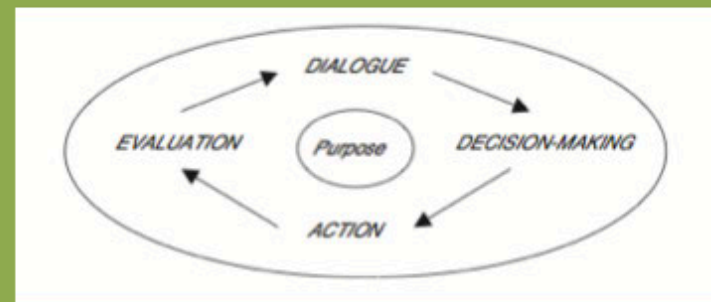 DIALOGUE
EVALUATION
Purpose
DECISION-MAKING
ACTION